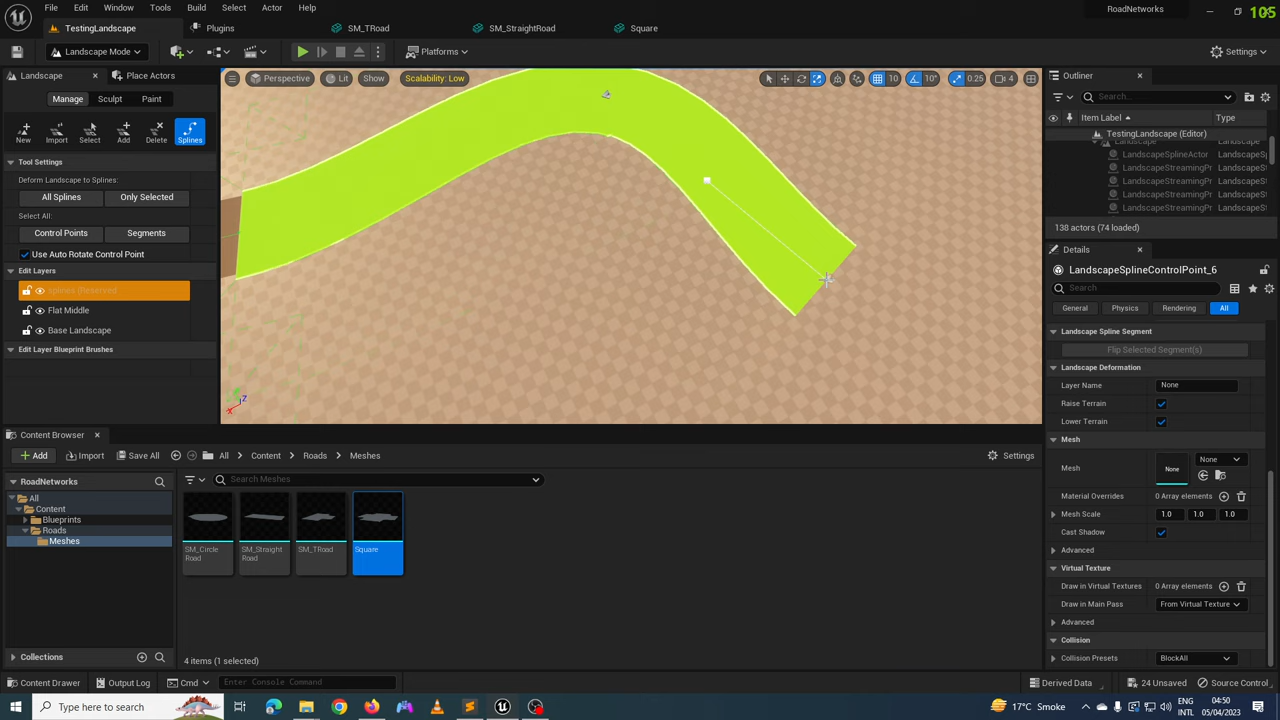 File Edit Window Tools Build Select Actor Help
RoadNetworks
105
TestingLandscape
Plugins
SM_TRoad
SM_StraightRoad
Square
Landscape Mode
Platforms
Settings
Landscape
Place Actors
Manage
Sculpt
Paint
New
Import
Select
Add
Delete
Splines
Tool Settings
Deform Landscape to Splines:
All Splines
Only Selected
Select All:
Control Points
Segments
Use Auto Rotate Control Point
Edit Layers
splines (Reserved
Flat Middle
Base Landscape
Edit Layer Blueprint Brushes
Perspective
Lit
Show
Scalability: Low
10
10°
0.25
4
X
Z
Outliner
Search...
Item Label
Type
TestingLandscape (Editor)
Landscape Landscape
LandscapeSplineActor LandscapeSp
LandscapeStreamingPr LandscapeSt
LandscapeStreamingPr LandscapeSt
LandscapeStreamingPr LandscapeSt
138 actors (74 loaded)
Details
LandscapeSplineControlPoint_6
Search
General
Physics
Rendering
All
Landscape Spline Segment
Flip Selected Segment(s)
Landscape Deformation
Layer Name
None
Raise Terrain
Lower Terrain
Mesh
Mesh
None
None
Material Overrides
0 Array elements
Mesh Scale
1.0
1.0
1.0
Cast Shadow
Advanced
Virtual Texture
Draw in Virtual Textures
0 Array elements
Draw in Main Pass
From Virtual Texture
Advanced
Collision
Collision Presets
BlockAll
Content Browser
Add
Import
Save All
All
Content
Roads
Meshes
Settings
RoadNetworks
All
Content
Blueprints
Roads
Meshes
Search Meshes
SM_Circle
Road
SM_Straight
Road
SM_TRoad
Square
Collections
4 items (1 selected)
Content Drawer
Output Log
Cmd
Enter Console Command
Derived Data
24 Unsaved
Source Control
Type here to search
17°C Smoke
ENG
INTL
04:50
05/04/2023